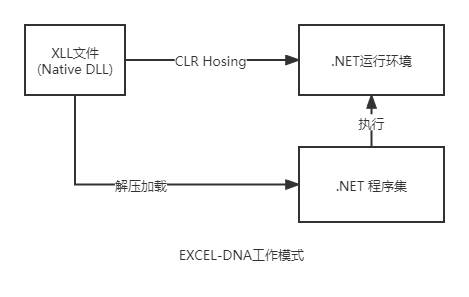 XLL文件
(Native DLL)
CLR Hosing
.NET运行环境
执行
解压加载
.NET 程序集
EXCEL-DNA工作模式